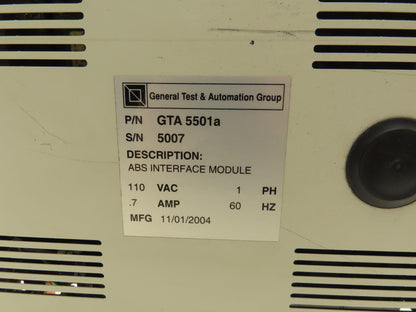 General Test & Automation Group
P/N GTA 5501a
S/N 5007
DESCRIPTION:
ABS INTERFACE MODULE
110 VAC 1 PH
.7 AMP 60 HZ
MFG 11/01/2004